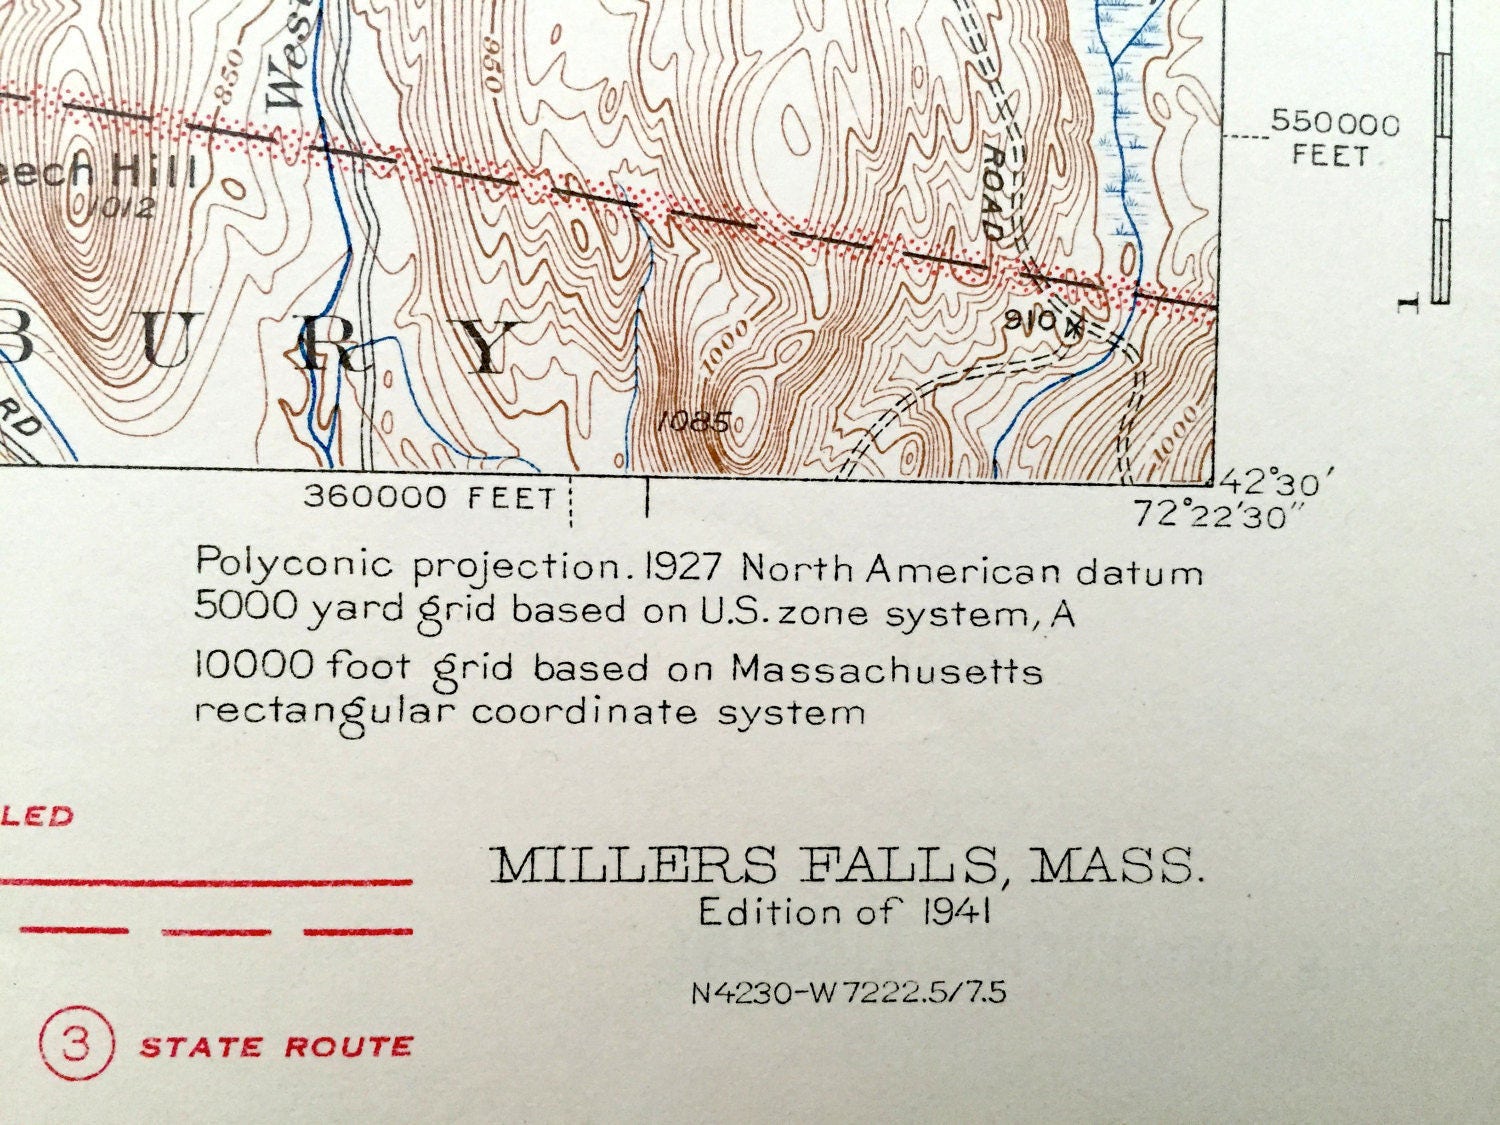 West
850
950
550000
FEET
eech Hill
1012
ROAD
BURY
910
1000
1085
RD
1000
1
360000 FEET
42°30′
72°22′30″
Polyconic projection. 1927 North American datum
5000 yard grid based on U.S. zone system, A
10000 foot grid based on Massachusetts
rectangular coordinate system
LED
MILLERS FALLS, MASS.
Edition of 1941
N4230-W7222.5/7.5
3 STATE ROUTE